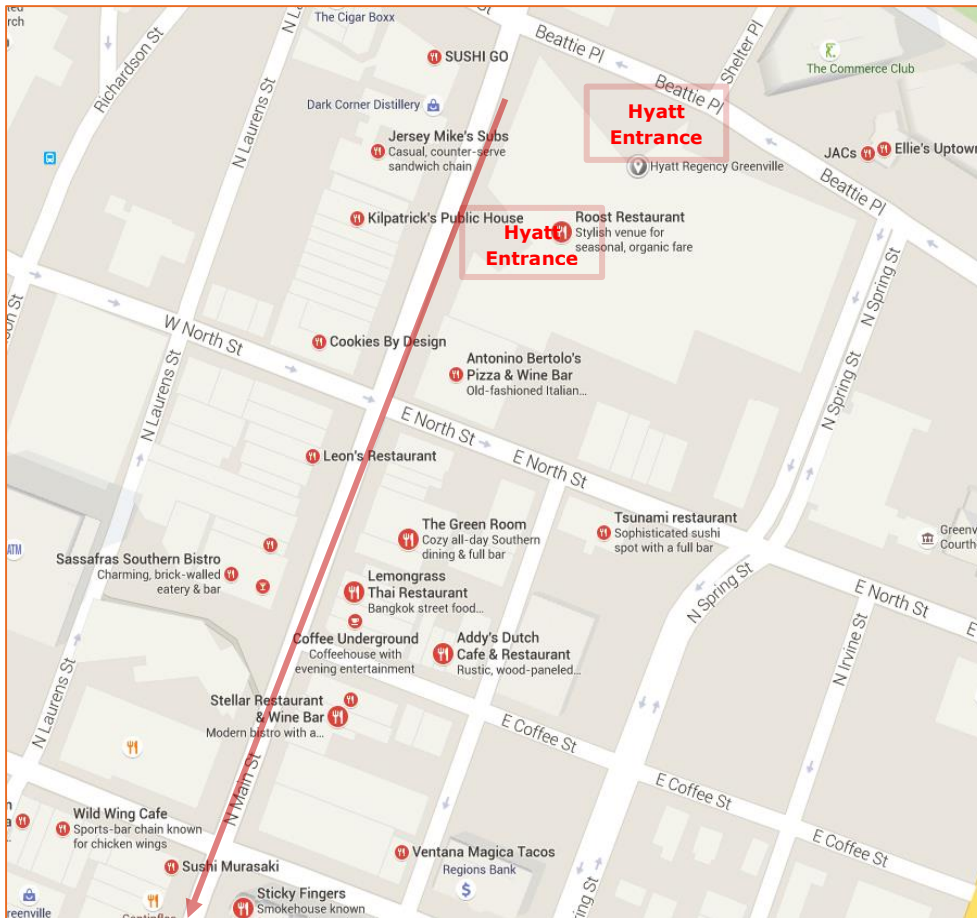 The Cigar Boxx
SUSHI GO
Beattie Pl
Beattie Pl
Shelter Pl
The Commerce Club
Richardson St
N Laurens St
Dark Corner Distillery
Hyatt
Entrance
Jersey Mike's Subs
Casual, counter-serve
sandwich chain
Hyatt Regency Greenville
JACs
Ellie's Uptown
Kilpatrick's Public House
Roost Restaurant
Stylish venue for
seasonal, organic fare
Hyatt
Entrance
Beattie Pl
N Spring St
W North St
Cookies By Design
Antonino Bertolo's
Pizza & Wine Bar
Old-fashioned Italian...
N Laurens St
N Spring St
E North St
E North St
Leon's Restaurant
The Green Room
Cozy all-day Southern
dining & full bar
Tsunami restaurant
Sophisticated sushi
spot with a full bar
ATM
Sassafras Southern Bistro
Charming, brick-walled
eatery & bar
Lemongrass
Thai Restaurant
Bangkok street food...
N Spring St
E North St
Coffee Underground
Coffeehouse with
evening entertainment
Addy's Dutch
Cafe & Restaurant
Rustic, wood-paneled...
N Irvine St
N Laurens St
Stellar Restaurant
& Wine Bar
Modern bistro with a...
E Coffee St
E Coffee St
N Main St
E Coffee St
Wild Wing Cafe
Sports-bar chain known
for chicken wings
Sushi Murasaki
Ventana Magica Tacos
Regions Bank
$
Sticky Fingers
Smokehouse known